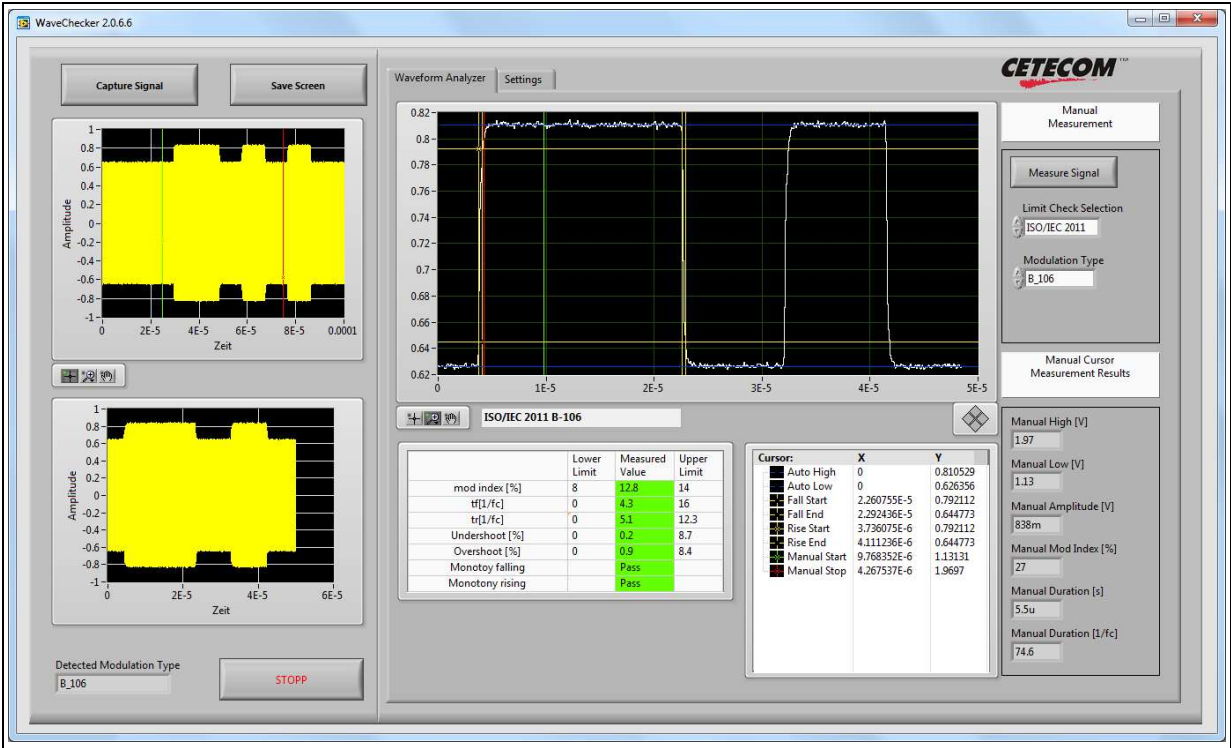 WaveChecker 2.0.6.6
Capture Signal
Save Screen
1
0.8
0.6
0.4
0.2
0
-0.2
-0.4
-0.6
-0.8
-1
Amplitude
0 2E-5 4E-5 6E-5 8E-5 0.0001
Zeit
1
0.8
0.6
0.4
0.2
0
-0.2
-0.4
-0.6
-0.8
-1
Amplitude
0 2E-5 4E-5 6E-5
Zeit
Detected Modulation Type
B_106
STOPP
Waveform Analyzer
Settings
CETECOM™
0.82
0.8
0.78
0.76
0.74
0.72
0.7
0.68
0.66
0.64
0.62
0 1E-5 2E-5 3E-5 4E-5 5E-5
ISO/IEC 2011 B-106
Lower Limit Measured Value Upper Limit
mod index [%] 8 12.8 14
tf[1/fc] 0 4.3 16
tr[1/fc] 0 5.1 12.3
Undershoot [%] 0 0.2 8.7
Overshoot [%] 0 0.9 8.4
Monotoy falling Pass
Monotony rising Pass
Cursor: X Y
Auto High 0 0.810529
Auto Low 0 0.626356
Fall Start 2.260755E-5 0.792112
Fall End 2.292436E-5 0.644773
Rise Start 3.736075E-6 0.792112
Rise End 4.111236E-6 0.644773
Manual Start 9.768352E-6 1.13131
Manual Stop 4.267537E-6 1.9697
Manual
Measurement
Measure Signal
Limit Check Selection
ISO/IEC 2011
Modulation Type
B_106
Manual Cursor
Measurement Results
Manual High [V]
1.97
Manual Low [V]
1.13
Manual Amplitude [V]
838m
Manual Mod Index [%]
27
Manual Duration [s]
5.5u
Manual Duration [1/fc]
74.6